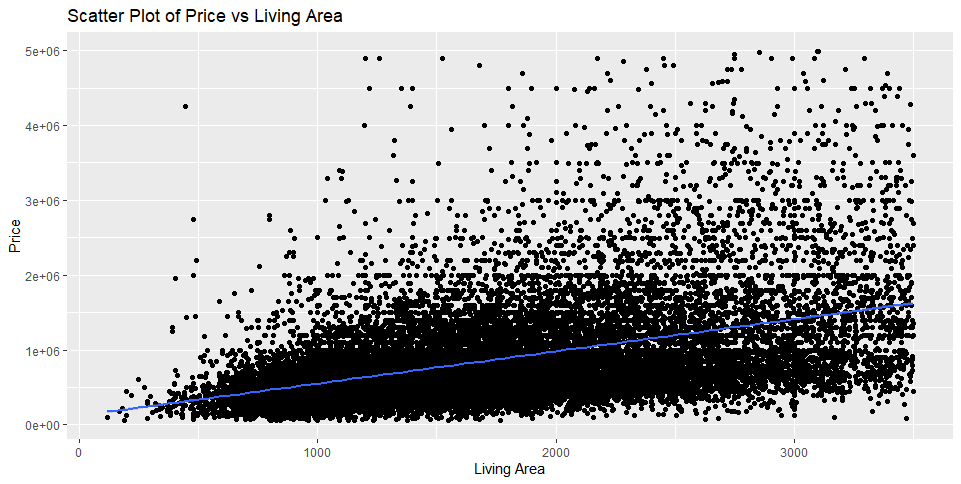 Scatter Plot of Price vs Living Area
5e+06
4e+06
3e+06
2e+06
1e+06
0e+00
Price
0 1000 2000 3000
Living Area